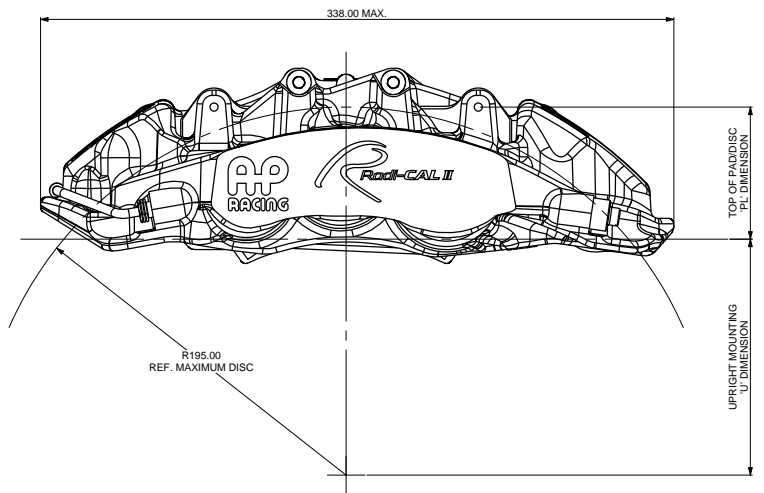 338.00 MAX.
AP
RACING
R
Radi-CAL II
TOP OF PAD/DISC
"PL" DIMENSION
R195.00
REF. MAXIMUM DISC
UPRIGHT MOUNTING
'U' DIMENSION